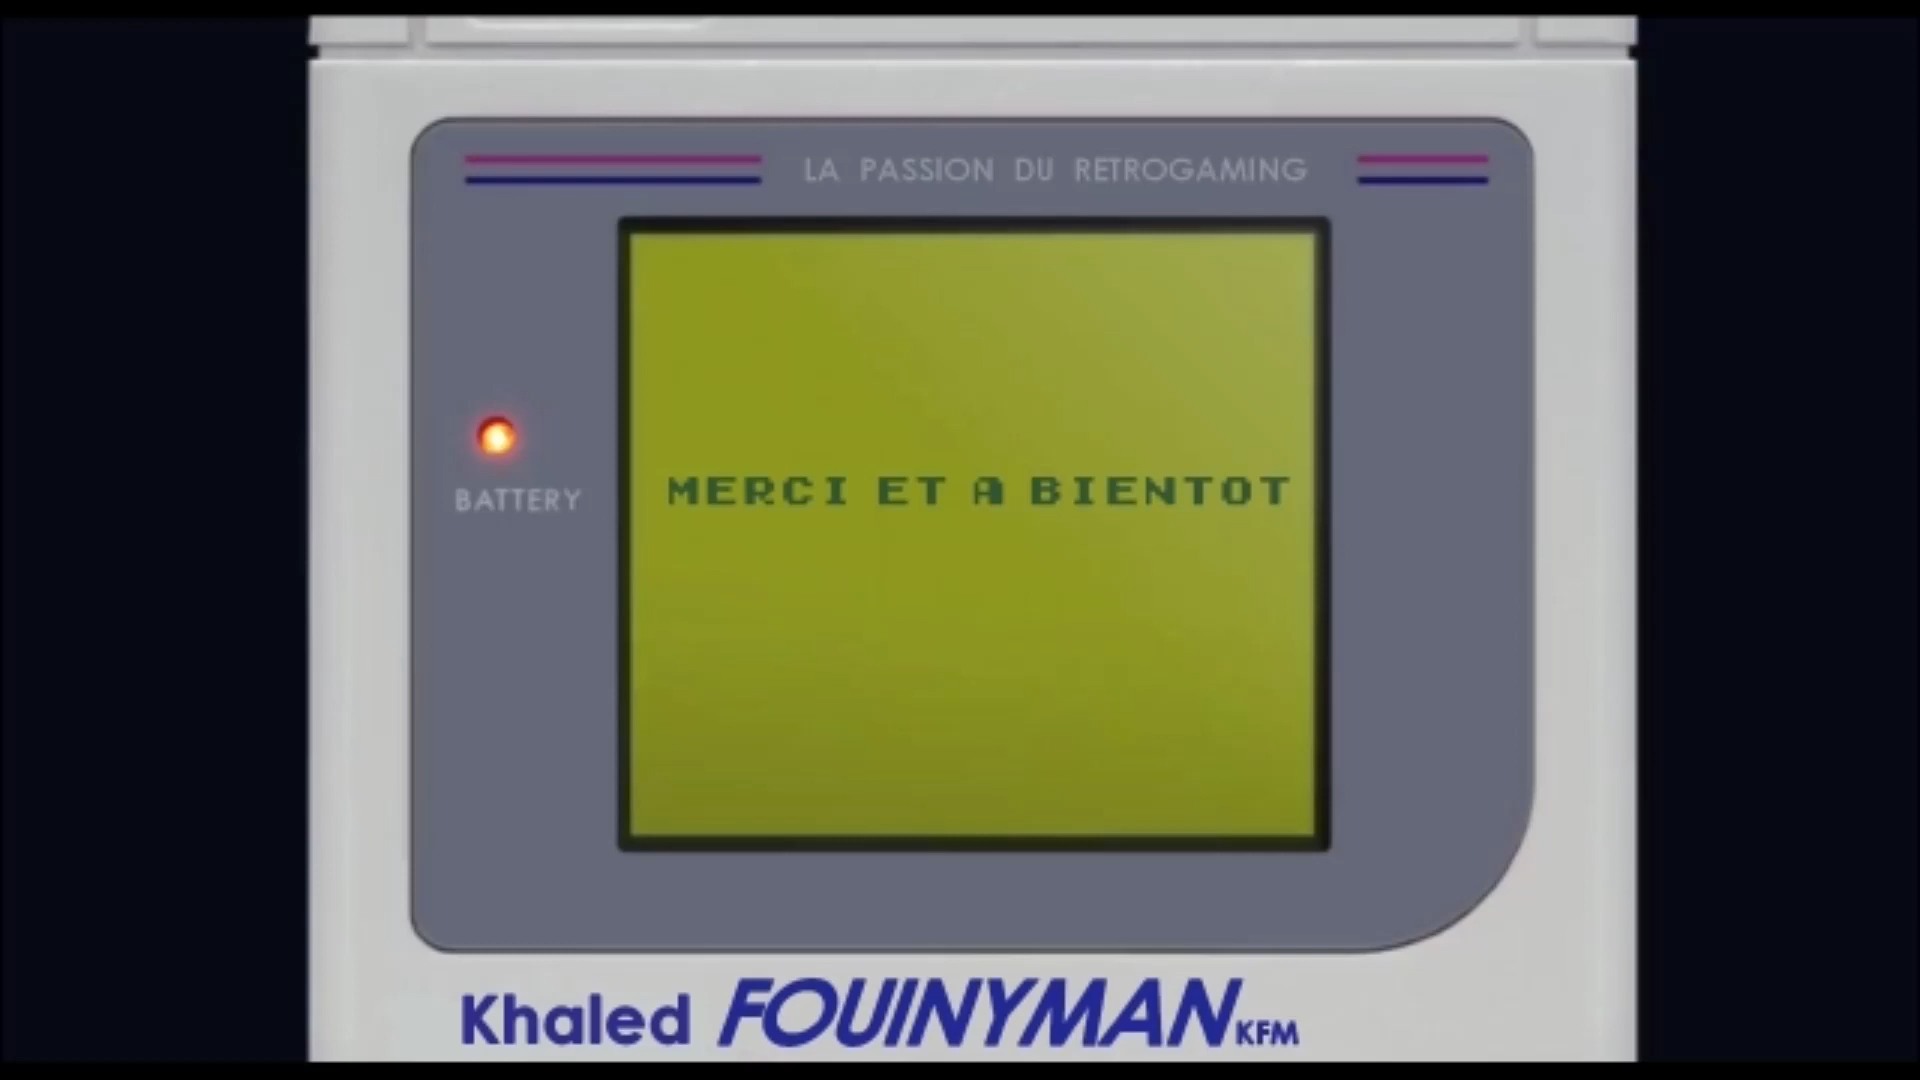 LA PASSION DU RETROGAMING
MERCI ET A BIENTOT
BATTERY
Khaled FOUINYMAN KFM